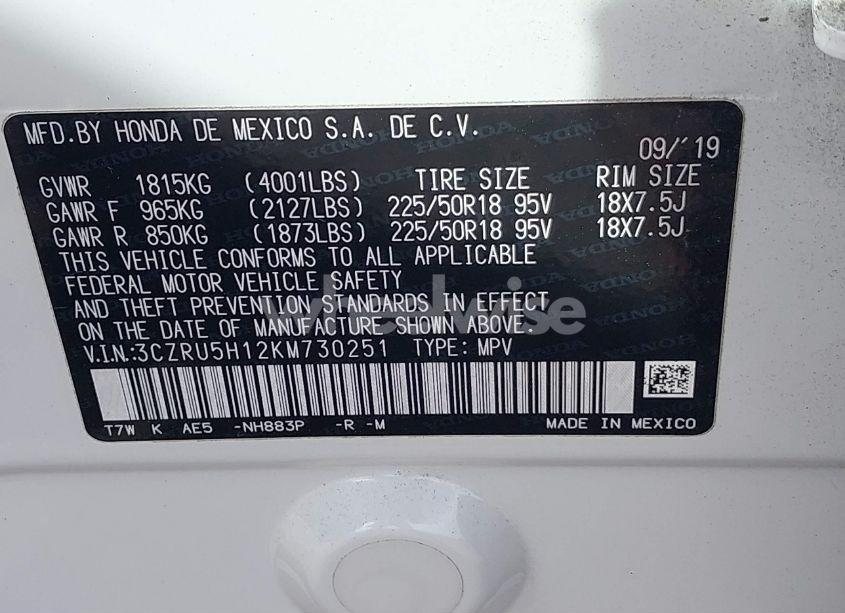 MFD.BY HONDA DE MEXICO S.A. DE C.V.
09/'19
GVWR 1815KG (4001LBS) TIRE SIZE RIM SIZE
GAWR F 965KG (2127LBS) 225/50R18 95V 18X7.5J
GAWR R 850KG (1873LBS) 225/50R18 95V 18X7.5J
THIS VEHICLE CONFORMS TO ALL APPLICABLE
FEDERAL MOTOR VEHICLE SAFETY
AND THEFT PREVENTION STANDARDS IN EFFECT
ON THE DATE OF MANUFACTURE SHOWN ABOVE.
V.I.N.:3CZRU5H12KM730251 TYPE: MPV
T7W K AE5 -NH883P -R -M MADE IN MEXICO
wheelwise